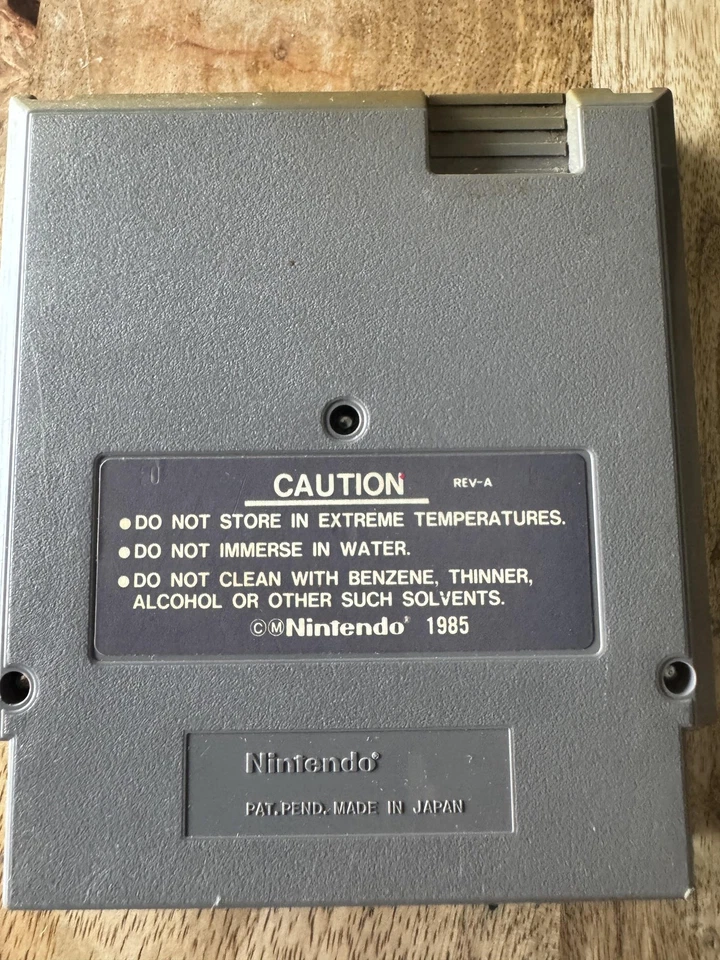 CAUTION REV-A
● DO NOT STORE IN EXTREME TEMPERATURES.
● DO NOT IMMERSE IN WATER.
● DO NOT CLEAN WITH BENZENE, THINNER,
ALCOHOL OR OTHER SUCH SOLVENTS.
ⒸⓂNintendo® 1985
Nintendo®
PAT. PEND. MADE IN JAPAN